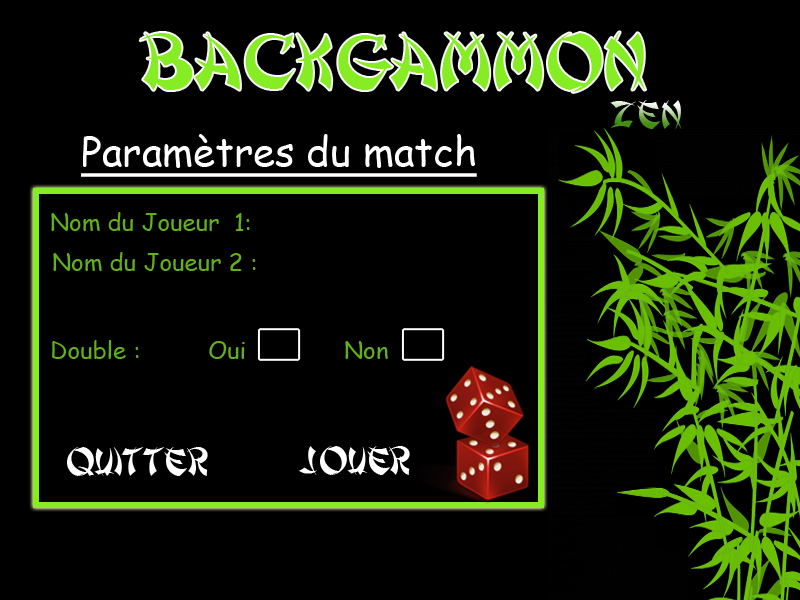 BACKGAMMON
ZEN
Paramètres du match
Nom du Joueur 1:
Nom du Joueur 2 :
Double : Oui Non
QUITTER JOUER